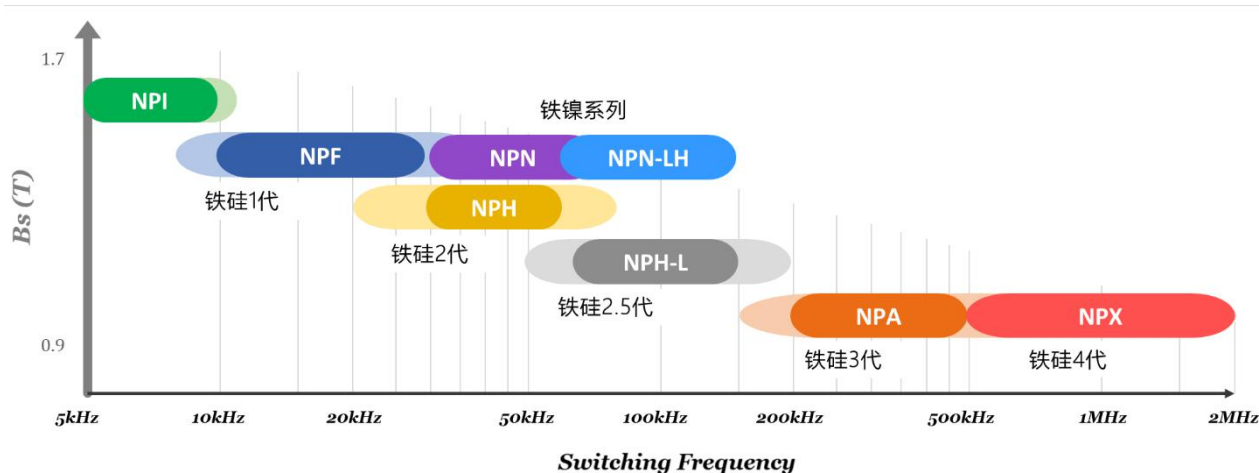 1.7
NPI
铁镍系列
NPF
NPN
NPN-LH
铁硅1代
NPH
Bs (T)
铁硅2代
NPH-L
铁硅2.5代
NPA
NPX
0.9
铁硅3代
铁硅4代
5kHz
10kHz
20kHz
50kHz
100kHz
200kHz
500kHz
1MHz
2MHz
Switching Frequency